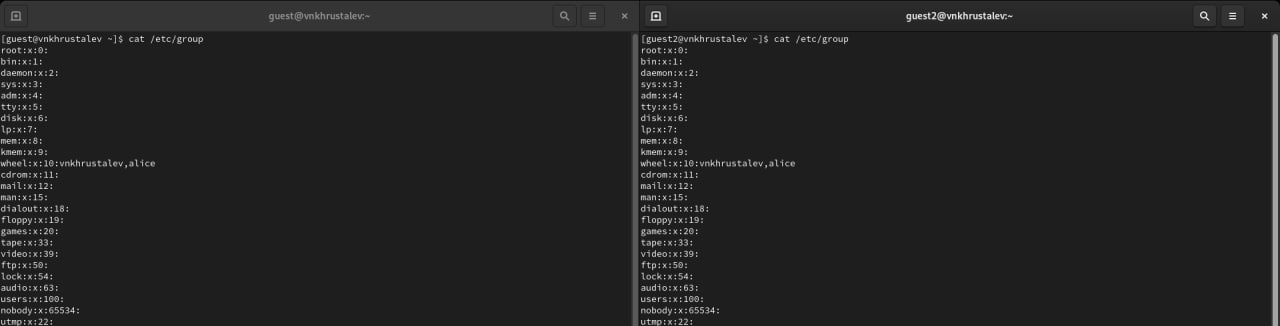 guest@vnkhrustalev:~
[guest@vnkhrustalev ~]$ cat /etc/group
root:x:0:
bin:x:1:
daemon:x:2:
sys:x:3:
adm:x:4:
tty:x:5:
disk:x:6:
lp:x:7:
mem:x:8:
kmem:x:9:
wheel:x:10:vnkhrustalev,alice
cdrom:x:11:
mail:x:12:
man:x:15:
dialout:x:18:
floppy:x:19:
games:x:20:
tape:x:33:
video:x:39:
ftp:x:50:
lock:x:54:
audio:x:63:
users:x:100:
nobody:x:65534:
utmp:x:22:
guest2@vnkhrustalev:~
[guest2@vnkhrustalev ~]$ cat /etc/group
root:x:0:
bin:x:1:
daemon:x:2:
sys:x:3:
adm:x:4:
tty:x:5:
disk:x:6:
lp:x:7:
mem:x:8:
kmem:x:9:
wheel:x:10:vnkhrustalev,alice
cdrom:x:11:
mail:x:12:
man:x:15:
dialout:x:18:
floppy:x:19:
games:x:20:
tape:x:33:
video:x:39:
ftp:x:50:
lock:x:54:
audio:x:63:
users:x:100:
nobody:x:65534:
utmp:x:22: